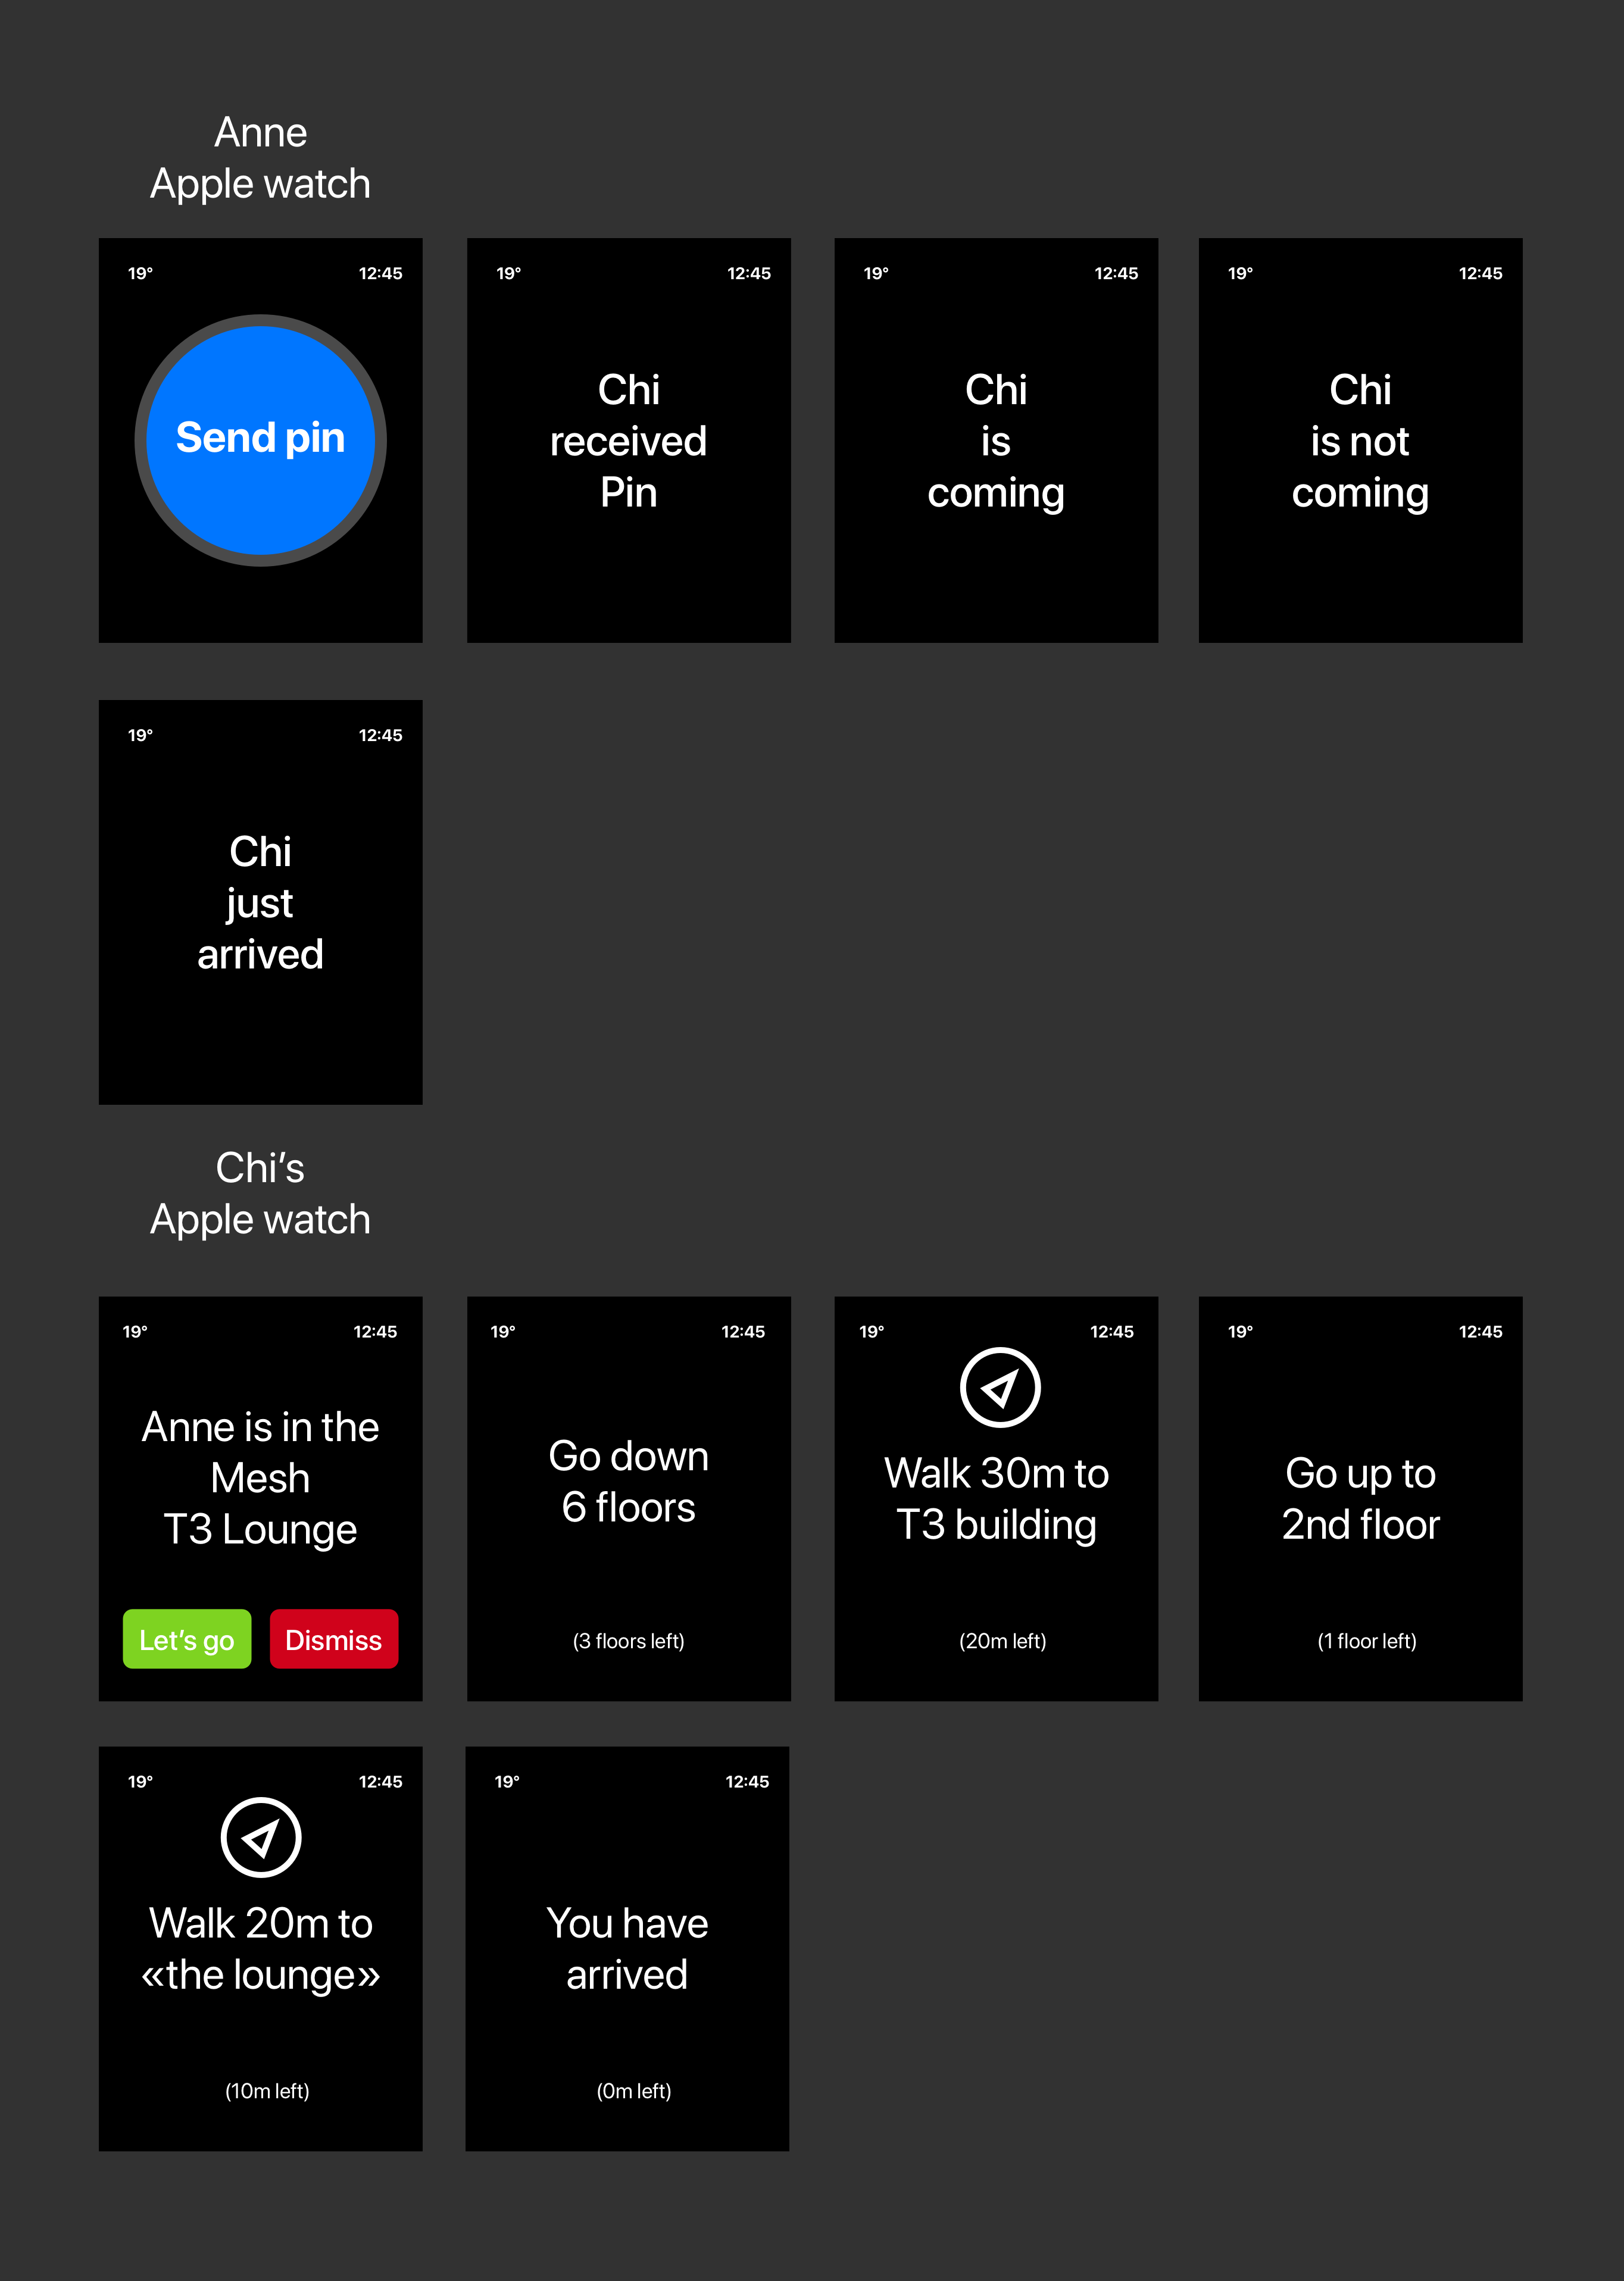 Anne
Apple watch
19° 12:45
Send pin
19° 12:45
Chi
received
Pin
19° 12:45
Chi
is
coming
19° 12:45
Chi
is not
coming
19° 12:45
Chi
just
arrived
Chi’s
Apple watch
19° 12:45
Anne is in the
Mesh
T3 Lounge
Let’s go Dismiss
19° 12:45
Go down
6 floors
(3 floors left)
19° 12:45
Walk 30m to
T3 building
(20m left)
19° 12:45
Go up to
2nd floor
(1 floor left)
19° 12:45
Walk 20m to
«the lounge»
(10m left)
19° 12:45
You have
arrived
(0m left)